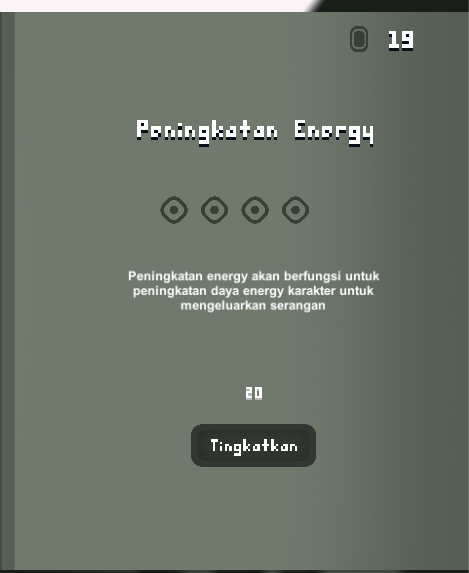 19
Peningkatan Energy
Peningkatan energy akan berfungsi untuk
peningkatan daya energy karakter untuk
mengeluarkan serangan
20
Tingkatkan